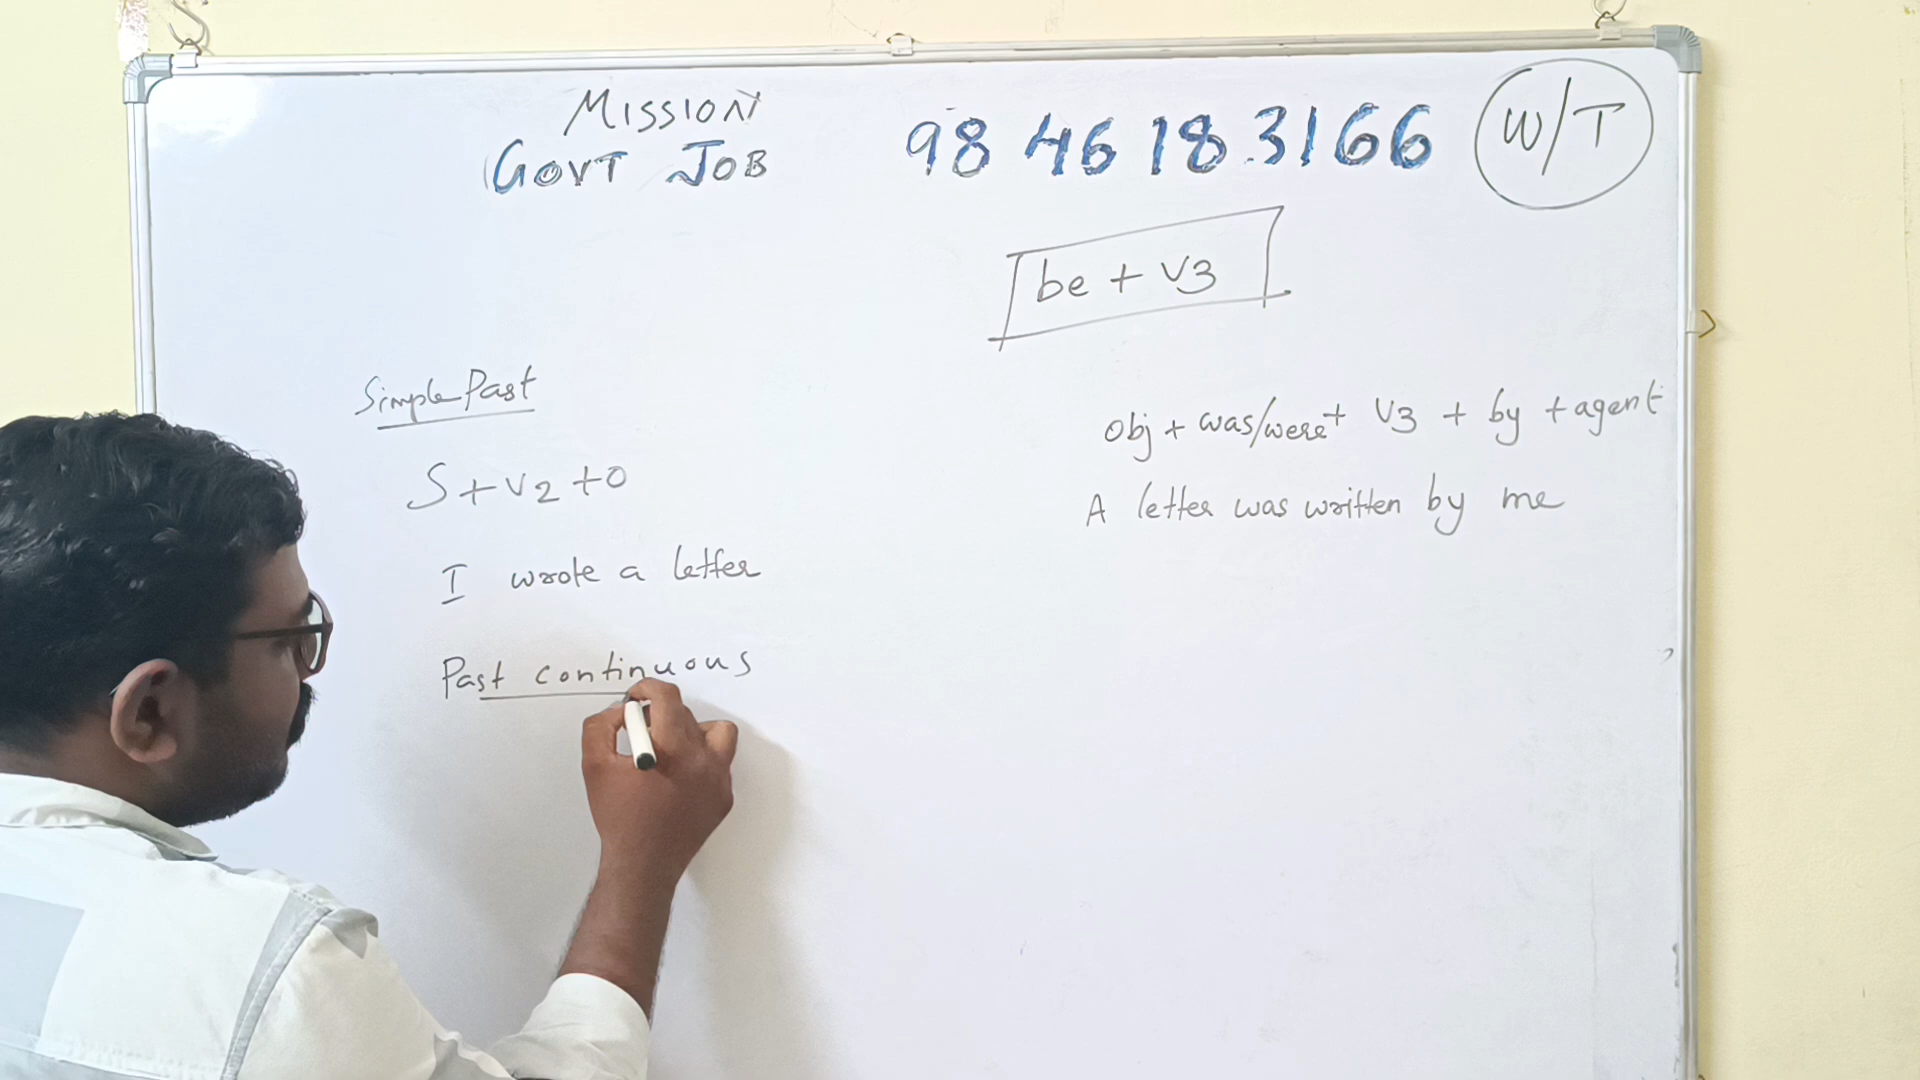 MISSION
GOVT JOB
98 46 18 3166
W/T
be + V3
Simple Past
S + V2 + O
I wrote a letter
Past continuous
Obj + was/were + V3 + by + agent
A letter was written by me